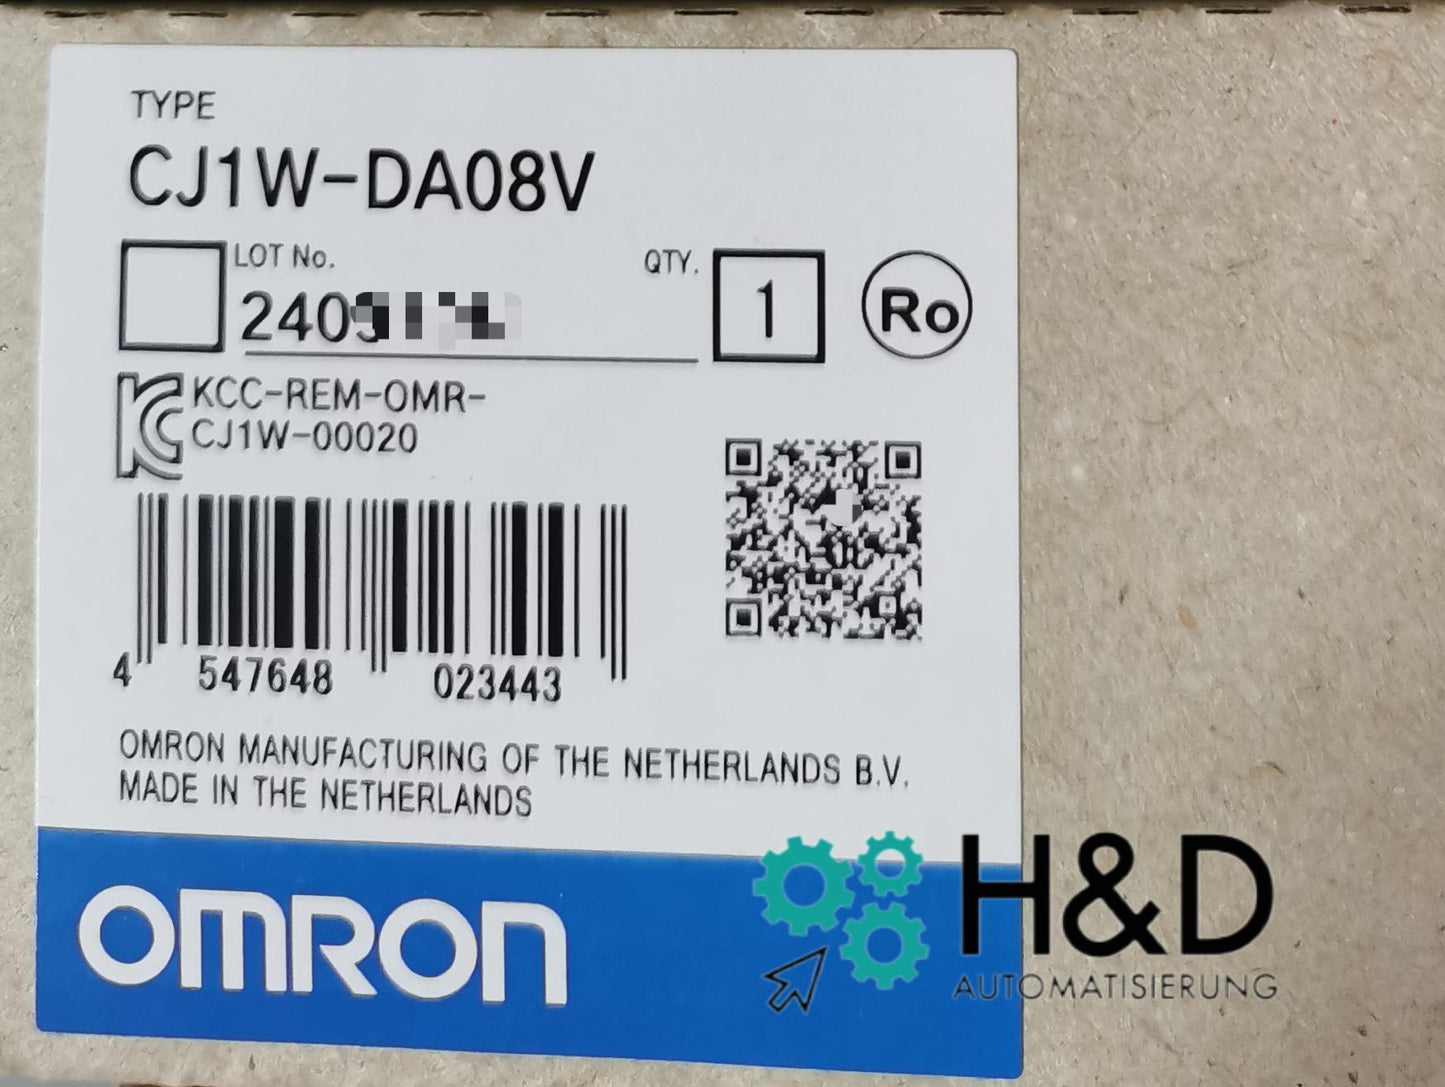 TYPE
CJ1W-DA08V
LOT No.
QTY.
1
Ro
KCC-REM-OMR-
CJ1W-00020
4 547648 023443
OMRON MANUFACTURING OF THE NETHERLANDS B.V.
MADE IN THE NETHERLANDS
OMRON
H&D
AUTOMATISIERUNG